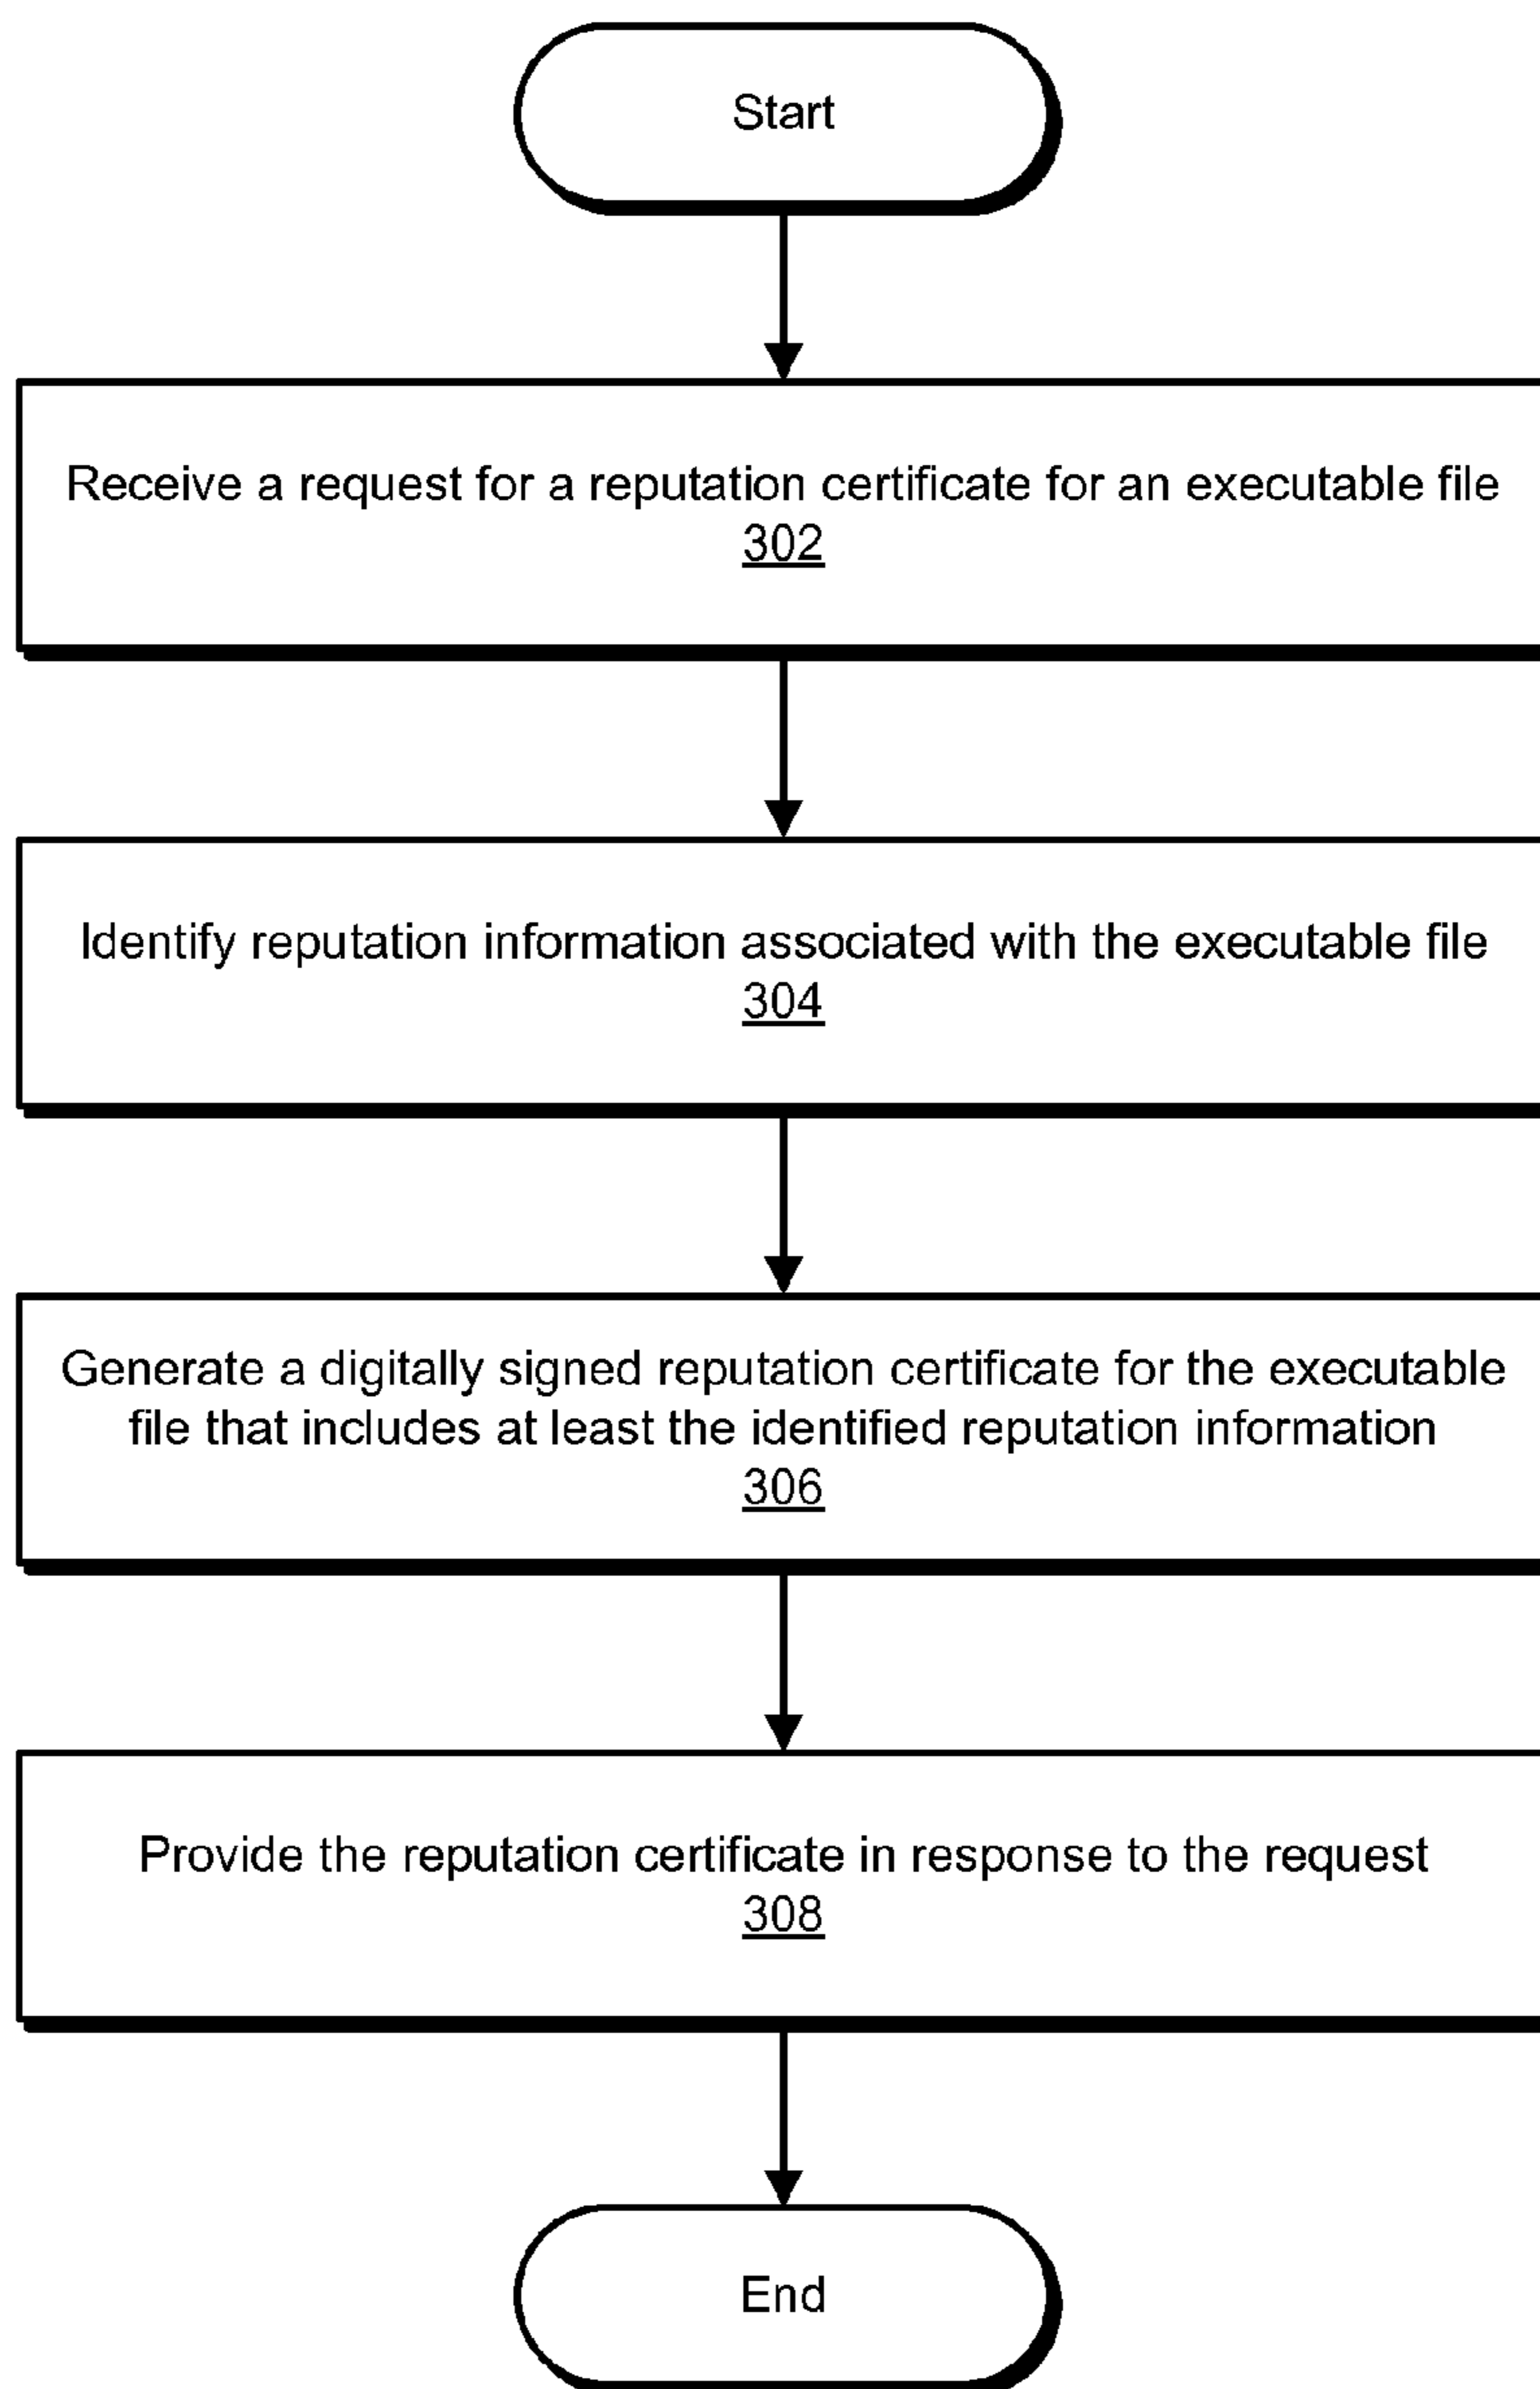 Start
Receive a request for a reputation certificate for an executable file
302
Identify reputation information associated with the executable file
304
Generate a digitally signed reputation certificate for the executable
file that includes at least the identified reputation information
306
Provide the reputation certificate in response to the request
308
End